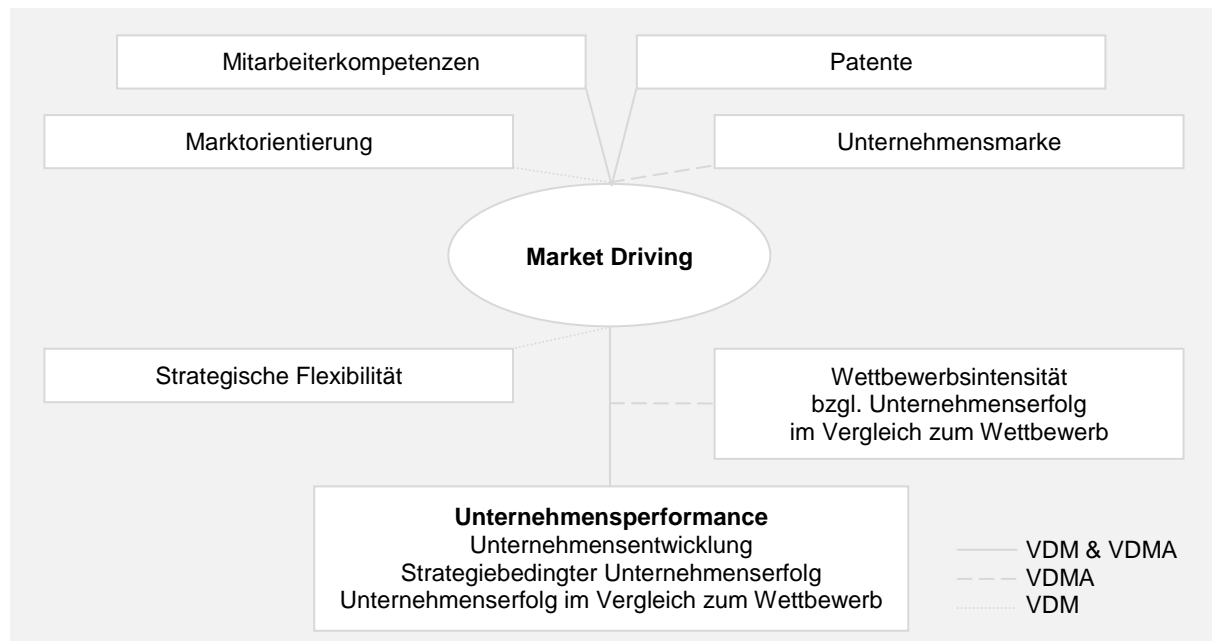 Mitarbeiterkompetenzen
Patente
Marktorientierung
Unternehmensmarke
Market Driving
Strategische Flexibilität
Wettbewerbsintensität
bzgl. Unternehmenserfolg
im Vergleich zum Wettbewerb
Unternehmensperformance
Unternehmensentwicklung
Strategiebedingter Unternehmenserfolg
Unternehmenserfolg im Vergleich zum Wettbewerb
VDM & VDMA
VDMA
VDM